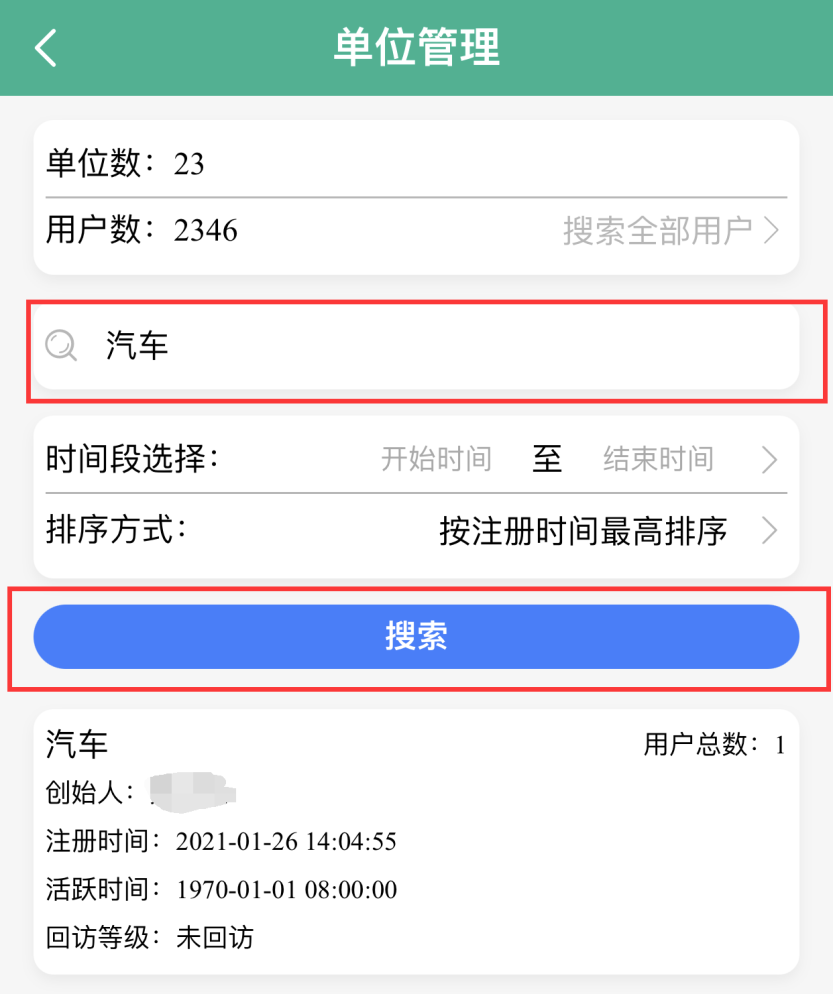 单位管理
单位数：23
用户数：2346 搜索全部用户
汽车
时间段选择： 开始时间 至 结束时间
排序方式： 按注册时间最高排序
搜索
汽车 用户总数：1
创始人：
注册时间：2021-01-26 14:04:55
活跃时间：1970-01-01 08:00:00
回访等级：未回访